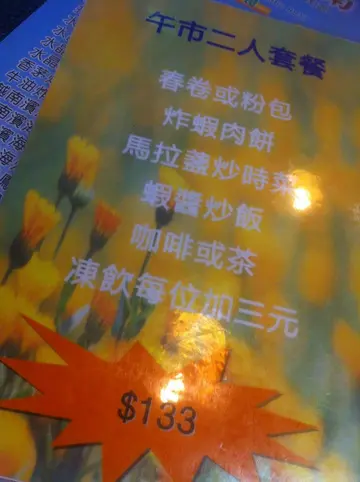 午市二人套餐
春卷或粉包
炸蝦肉餅
馬拉盞炒時菜
蝦醬炒飯
咖啡或茶
凍飲每位加三元
$133